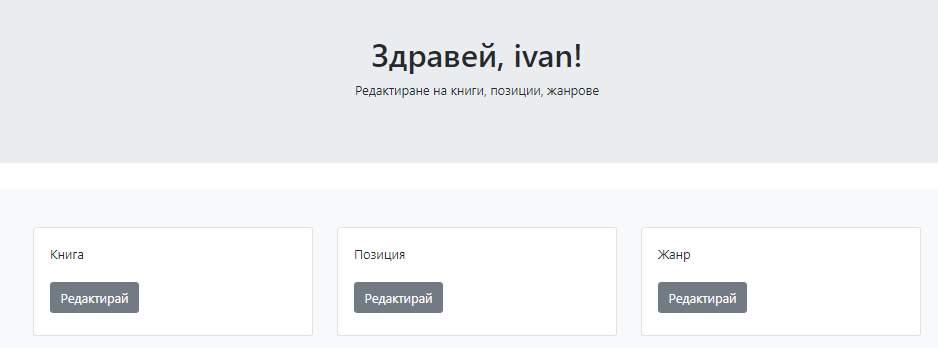 Здравей, ivan!
Редактиране на книги, позиции, жанрове
Книга
Редактирай
Позиция
Редактирай
Жанр
Редактирай